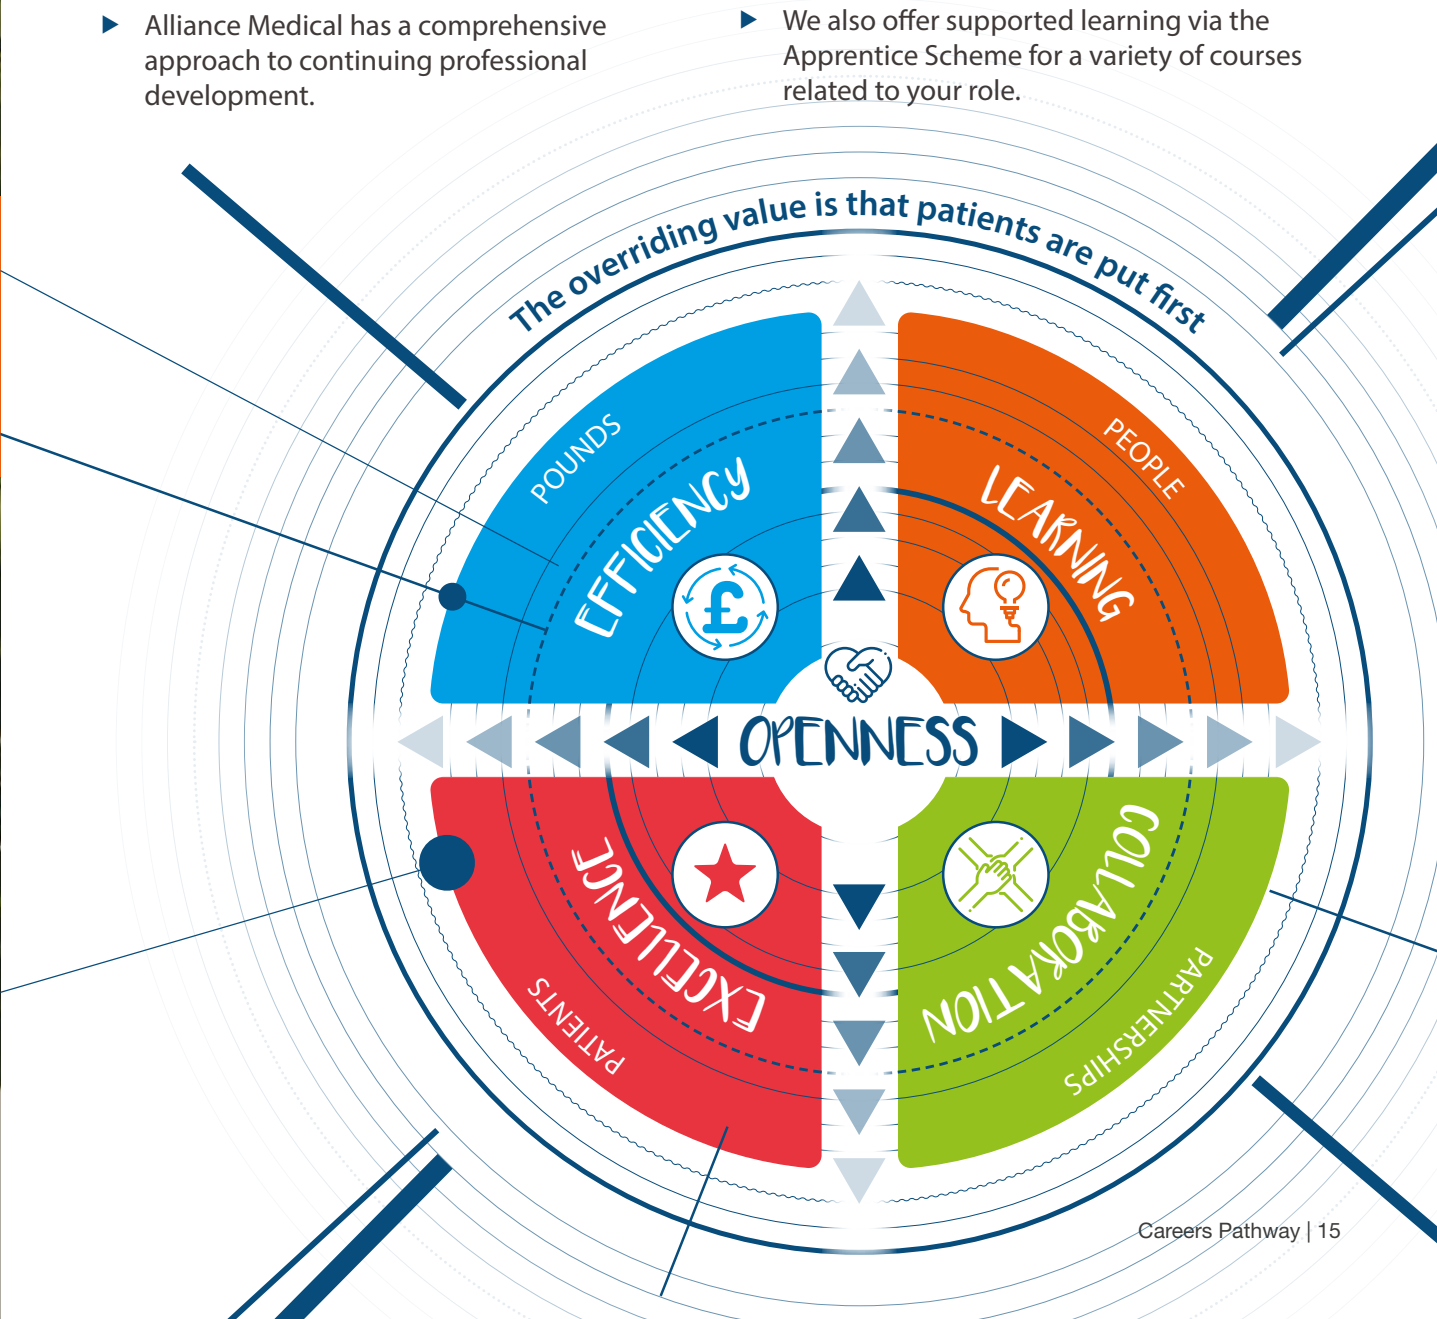 Alliance Medical has a comprehensive
approach to continuing professional
development.
We also offer supported learning via the
Apprentice Scheme for a variety of courses
related to your role.
The overriding value is that patients are put first
POUNDS
EFFICIENCY
£
PEOPLE
LEARNING
OPENNESS
EXCELLENCE
PATIENTS
COLLABORATION
PARTNERSHIPS
Careers Pathway | 15